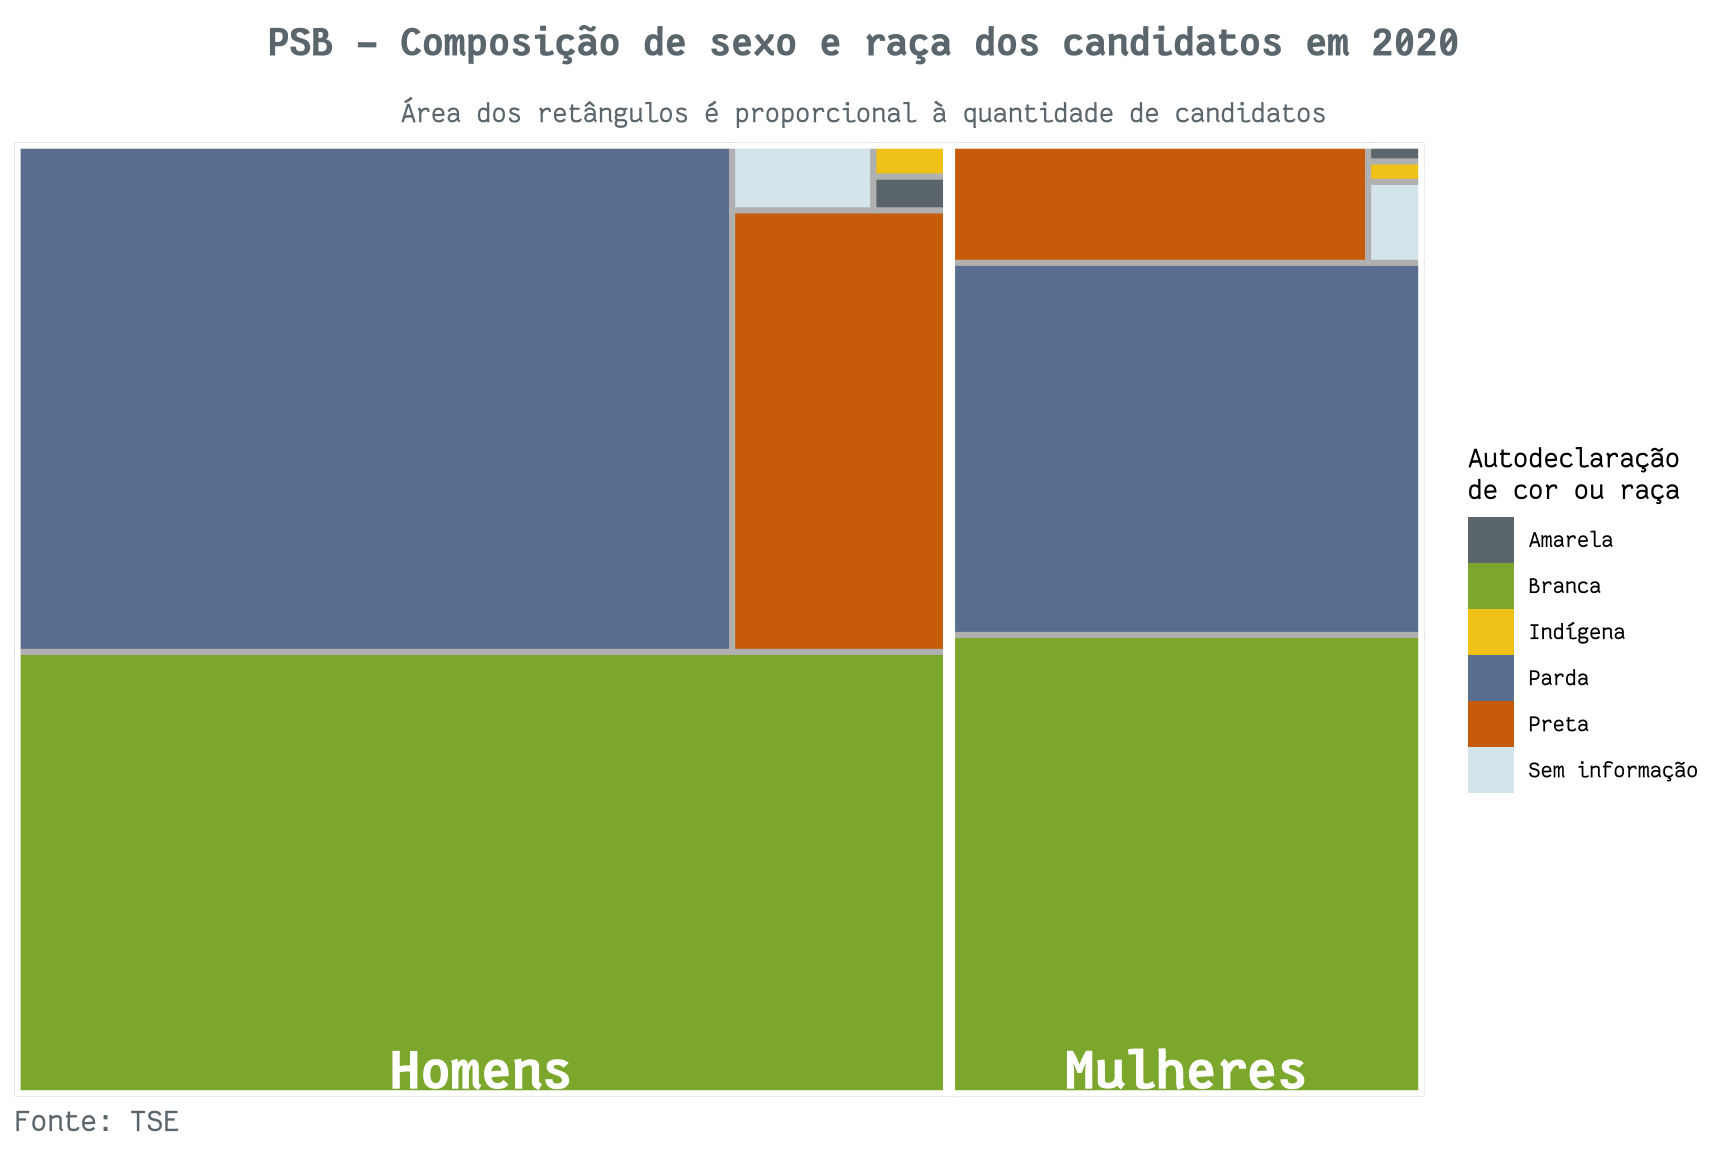 PSB – Composição de sexo e raça dos candidatos em 2020
Área dos retângulos é proporcional à quantidade de candidatos
Homens
Mulheres
Autodeclaração
de cor ou raça
Amarela
Branca
Indígena
Parda
Preta
Sem informação
Fonte: TSE